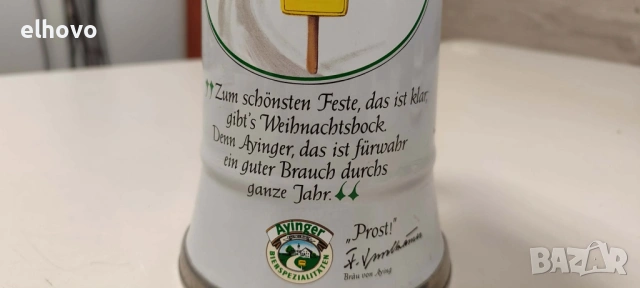 elhovo
"Zum schönsten Feste, das ist klar,
gibt's Weihnachtsbock.
Denn Ayinger, das ist fürwahr
ein guter Brauch durchs
ganze Jahr."
Ayinger
BIERSPEZIALITÄTEN
„Prost!"
Bräu von Aying
BAZAR